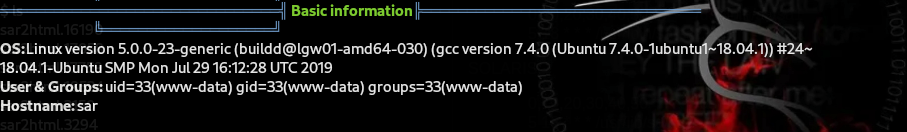 $ ls
Basic information
sar2html.1619
OS: Linux version 5.0.0-23-generic (buildd@lgw01-amd64-030) (gcc version 7.4.0 (Ubuntu 7.4.0-1ubuntu1~18.04.1)) #24~
18.04.1-Ubuntu SMP Mon Jul 29 16:12:28 UTC 2019
User & Groups: uid=33(www-data) gid=33(www-data) groups=33(www-data)
Hostname: sar
sar2html.3294